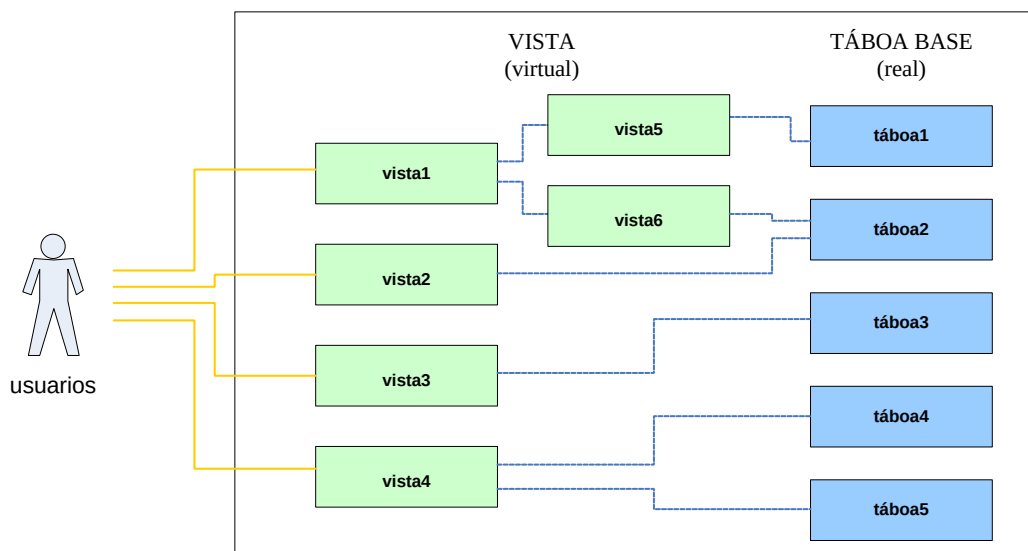 VISTA
(virtual)
TÁBOA BASE
(real)
vista5
táboa1
vista1
vista6
táboa2
vista2
táboa3
vista3
usuarios
táboa4
vista4
táboa5